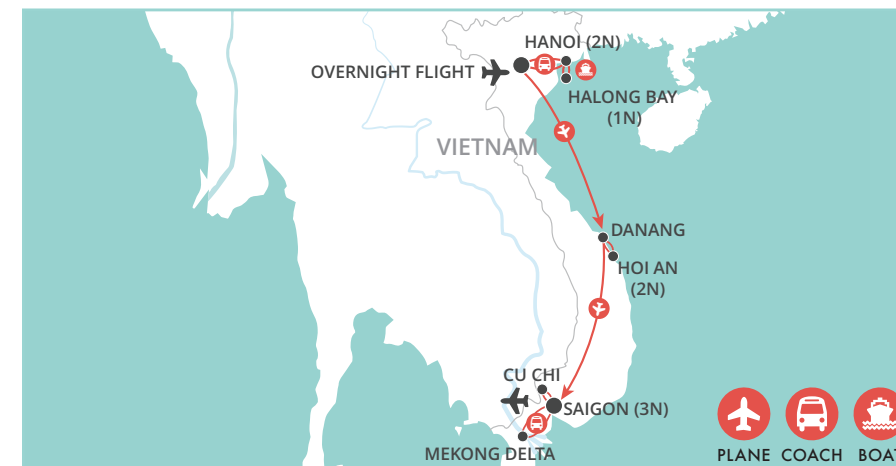 HANOI (2N)
OVERNIGHT FLIGHT
HALONG BAY
(1N)
VIETNAM
DANANG
HOI AN
(2N)
CU CHI
SAIGON (3N)
MEKONG DELTA
PLANE COACH BOAT